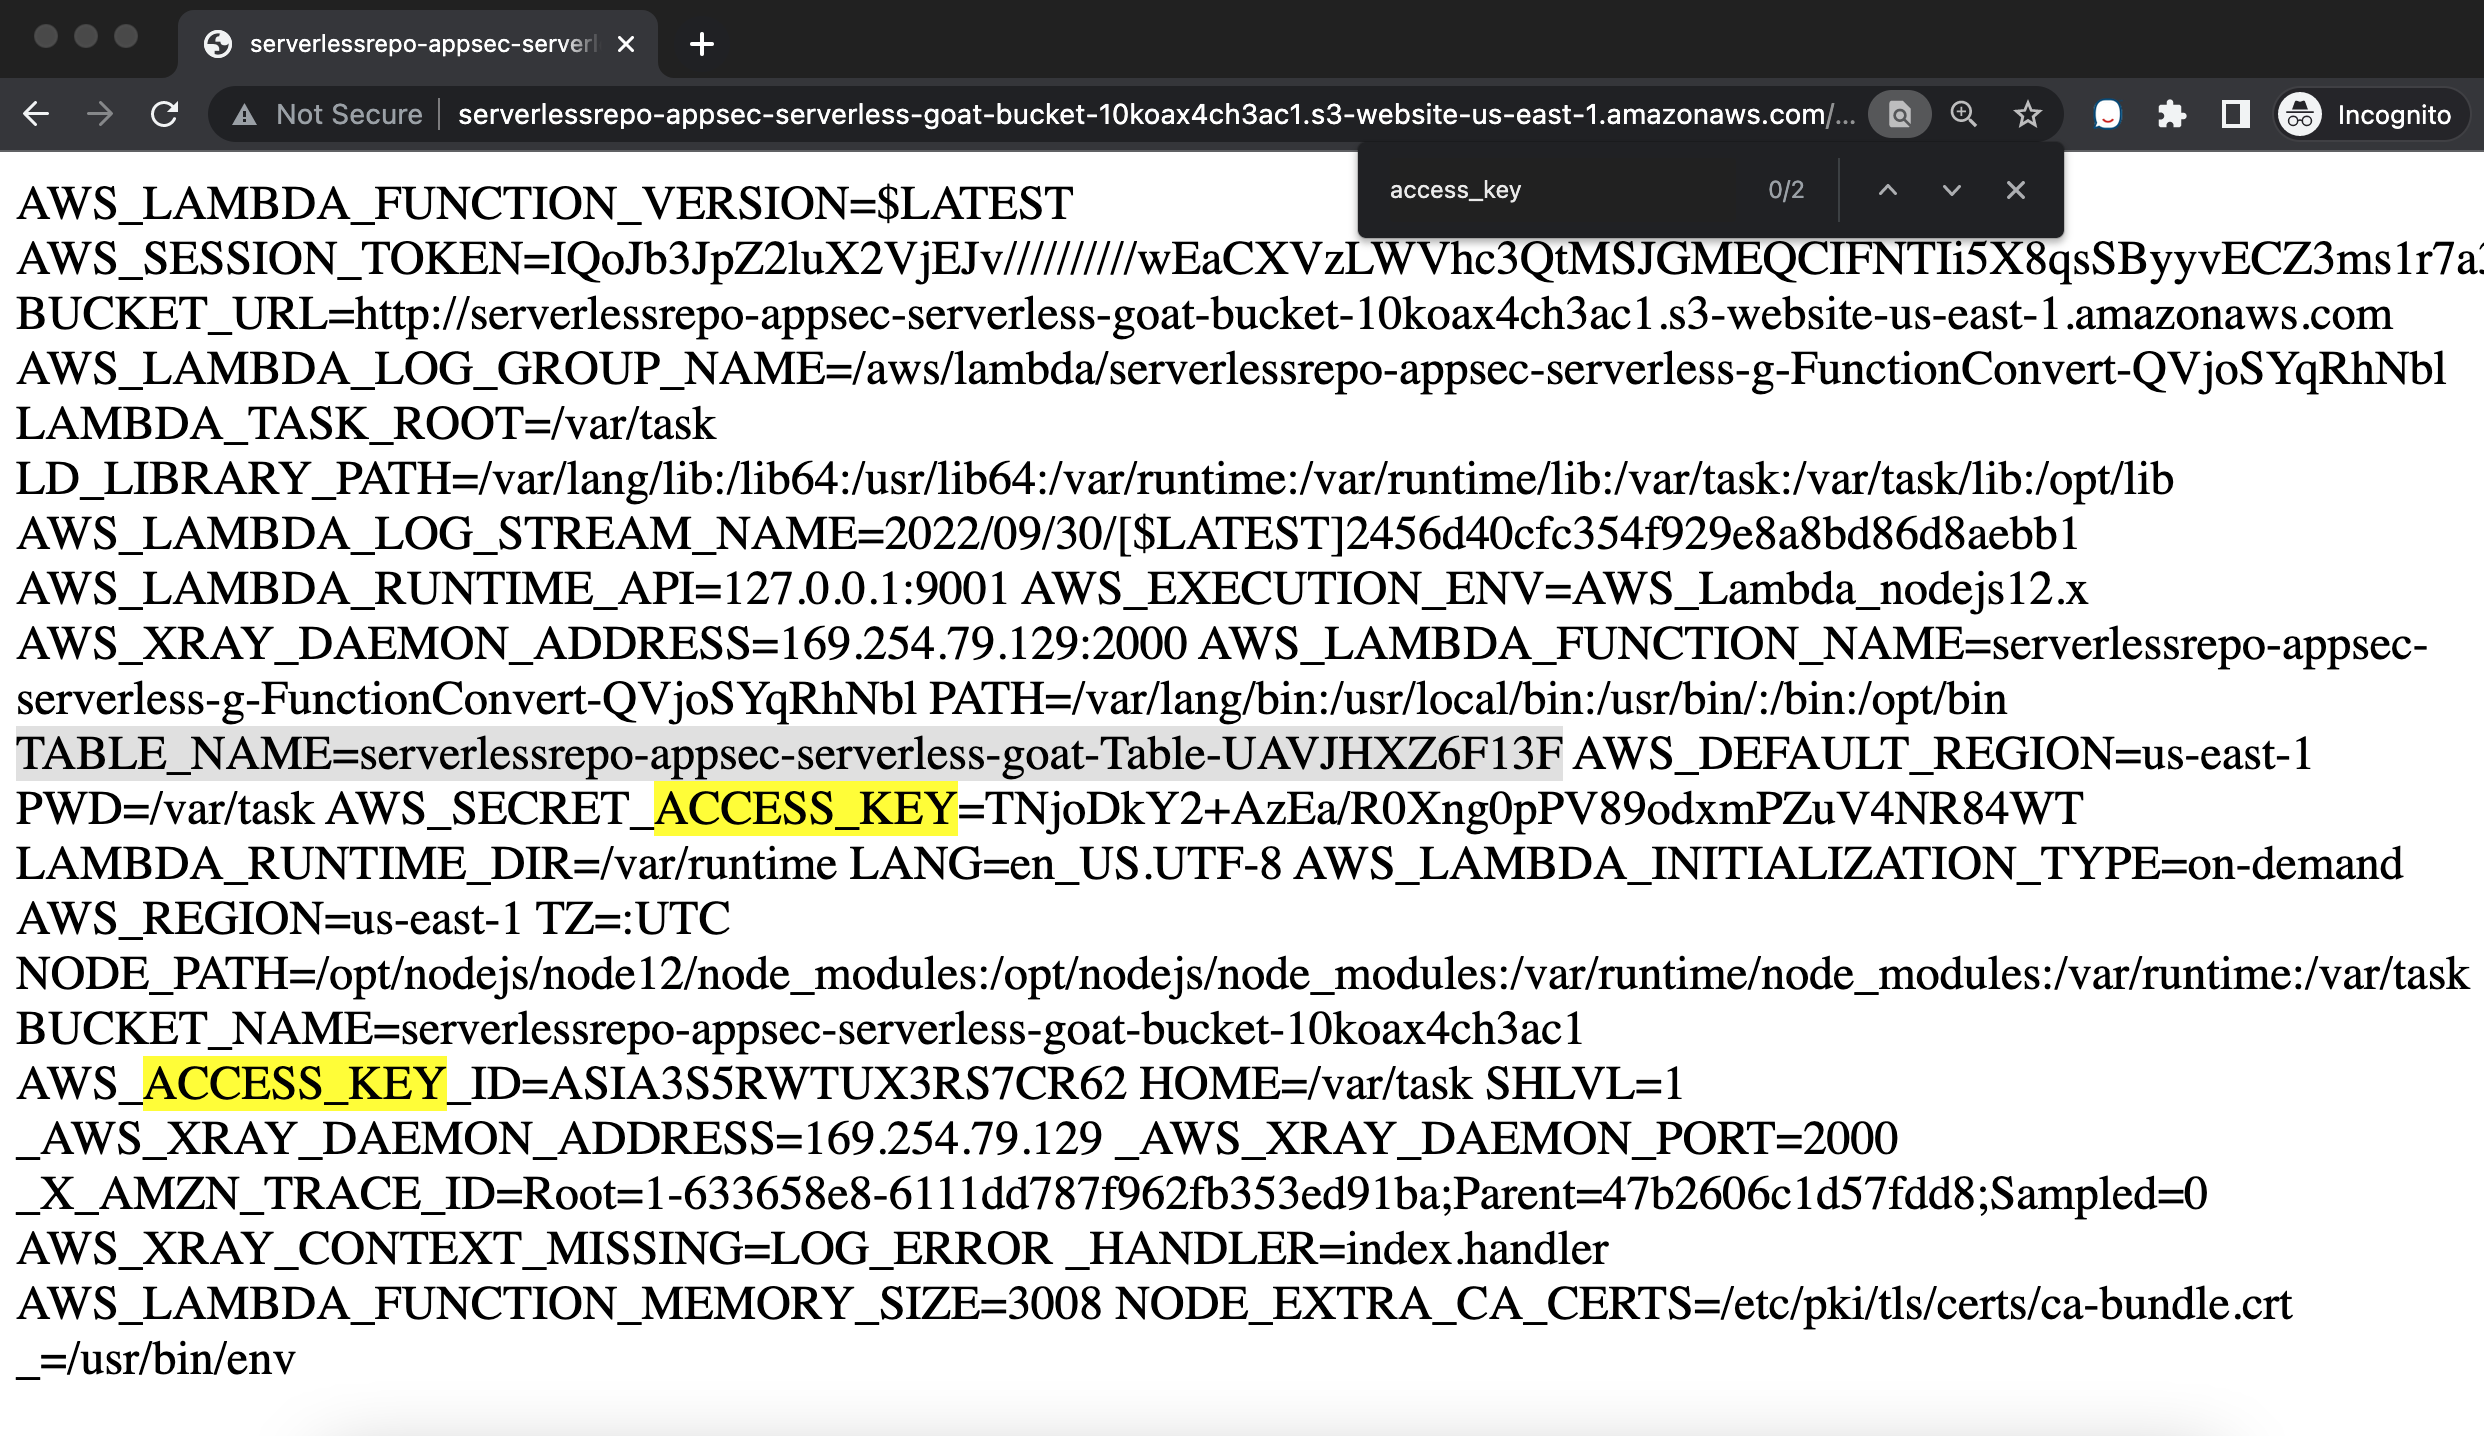 serverlessrepo-appsec-serverl
Not Secure
serverlessrepo-appsec-serverless-goat-bucket-10koax4ch3ac1.s3-website-us-east-1.amazonaws.com/...
Incognito
access_key 0/2
AWS_LAMBDA_FUNCTION_VERSION=$LATEST
AWS_SESSION_TOKEN=IQoJb3JpZ2luX2VjEJv//////////wEaCXVzLWVhc3QtMSJGMEQCIFNTIi5X8qsSByyvECZ3ms1r7a
BUCKET_URL=http://serverlessrepo-appsec-serverless-goat-bucket-10koax4ch3ac1.s3-website-us-east-1.amazonaws.com
AWS_LAMBDA_LOG_GROUP_NAME=/aws/lambda/serverlessrepo-appsec-serverless-g-FunctionConvert-QVjoSYqRhNbl
LAMBDA_TASK_ROOT=/var/task
LD_LIBRARY_PATH=/var/lang/lib:/lib64:/usr/lib64:/var/runtime:/var/runtime/lib:/var/task:/var/task/lib:/opt/lib
AWS_LAMBDA_LOG_STREAM_NAME=2022/09/30/[$LATEST]2456d40cfc354f929e8a8bd86d8aebb1
AWS_LAMBDA_RUNTIME_API=127.0.0.1:9001 AWS_EXECUTION_ENV=AWS_Lambda_nodejs12.x
AWS_XRAY_DAEMON_ADDRESS=169.254.79.129:2000 AWS_LAMBDA_FUNCTION_NAME=serverlessrepo-appsec-
serverless-g-FunctionConvert-QVjoSYqRhNbl PATH=/var/lang/bin:/usr/local/bin:/usr/bin/:/bin:/opt/bin
TABLE_NAME=serverlessrepo-appsec-serverless-goat-Table-UAVJHXZ6F13F AWS_DEFAULT_REGION=us-east-1
PWD=/var/task AWS_SECRET_ACCESS_KEY=TNjoDkY2+AzEa/R0Xng0pPV89odxmPZuV4NR84WT
LAMBDA_RUNTIME_DIR=/var/runtime LANG=en_US.UTF-8 AWS_LAMBDA_INITIALIZATION_TYPE=on-demand
AWS_REGION=us-east-1 TZ=:UTC
NODE_PATH=/opt/nodejs/node12/node_modules:/opt/nodejs/node_modules:/var/runtime/node_modules:/var/runtime:/var/task
BUCKET_NAME=serverlessrepo-appsec-serverless-goat-bucket-10koax4ch3ac1
AWS_ACCESS_KEY_ID=ASIA3S5RWTUX3RS7CR62 HOME=/var/task SHLVL=1
_AWS_XRAY_DAEMON_ADDRESS=169.254.79.129 _AWS_XRAY_DAEMON_PORT=2000
_X_AMZN_TRACE_ID=Root=1-633658e8-6111dd787f962fb353ed91ba;Parent=47b2606c1d57fdd8;Sampled=0
AWS_XRAY_CONTEXT_MISSING=LOG_ERROR _HANDLER=index.handler
AWS_LAMBDA_FUNCTION_MEMORY_SIZE=3008 NODE_EXTRA_CA_CERTS=/etc/pki/tls/certs/ca-bundle.crt
_=/usr/bin/env